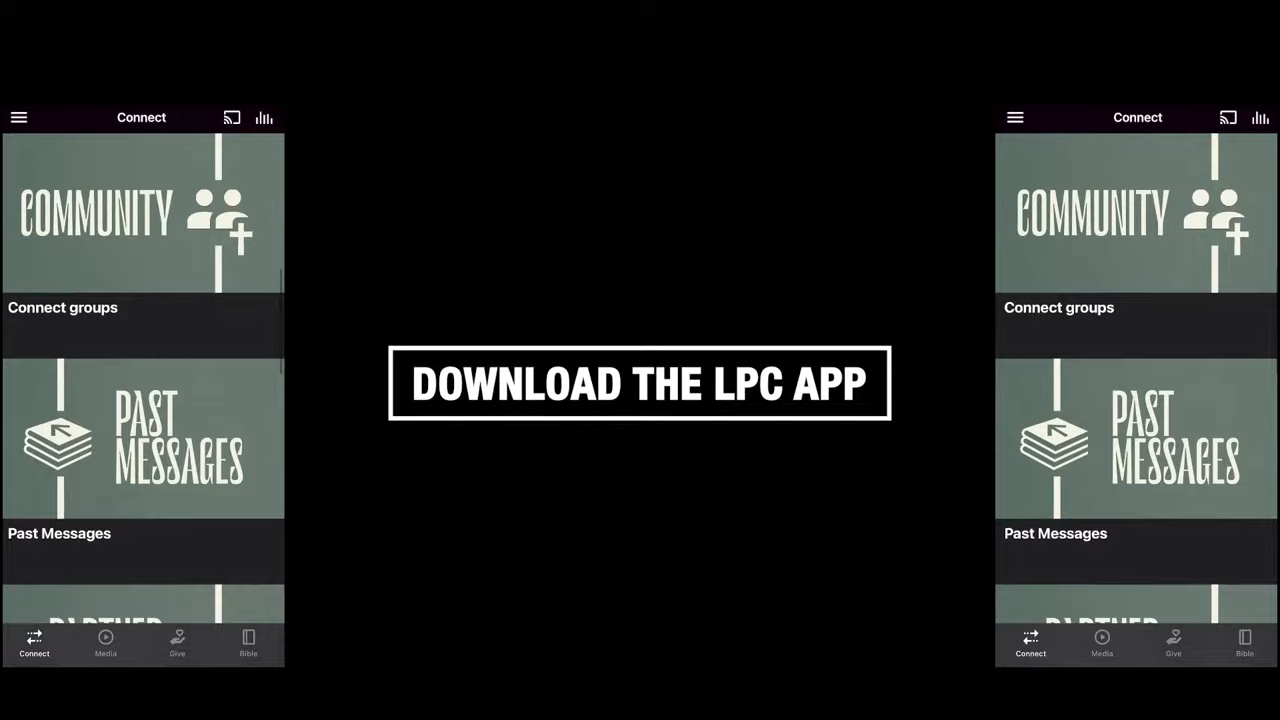 Connect
COMMUNITY
Connect groups
PAST
MESSAGES
Past Messages
Connect
Media
Give
Bible
DOWNLOAD THE LPC APP
Connect
COMMUNITY
Connect groups
PAST
MESSAGES
Past Messages
Connect
Media
Give
Bible